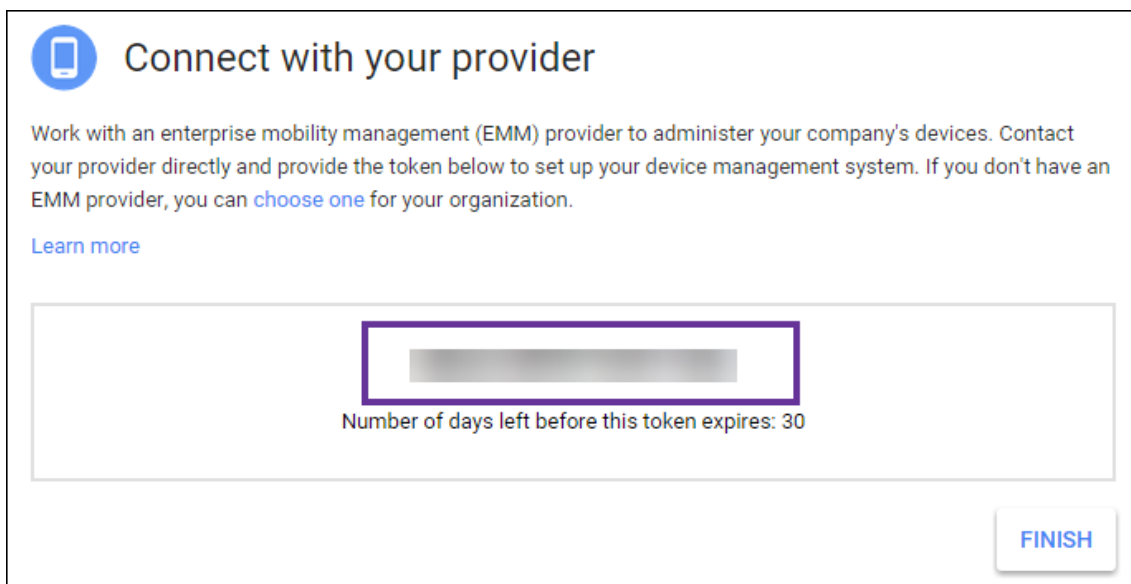 Connect with your provider
Work with an enterprise mobility management (EMM) provider to administer your company's devices. Contact
your provider directly and provide the token below to set up your device management system. If you don't have an
EMM provider, you can choose one for your organization.
Learn more
Number of days left before this token expires: 30
FINISH